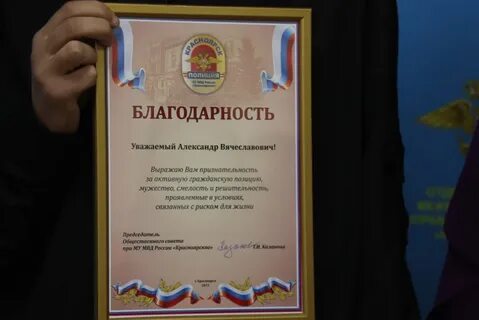 КРАСНОЯРСК
ПОЛИЦИЯ
БЛАГОДАРНОСТЬ
Уважаемый Александр Вячеславович!
Выражаю Вам признательность
за активную гражданскую позицию,
мужество, смелость и решительность,
проявленные в условиях,
связанных с риском для жизни
Председатель
Общественного совета
при МУ МВД России «Красноярское»
г. Красноярск